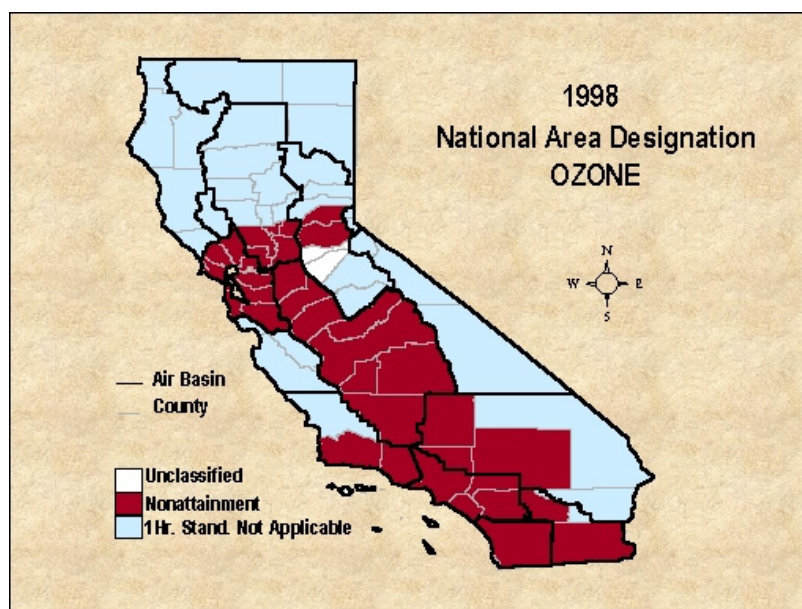 1998
National Area Designation
OZONE
N
W E
S
Air Basin
County
Unclassified
Nonattainment
1Hr. Stand. Not Applicable